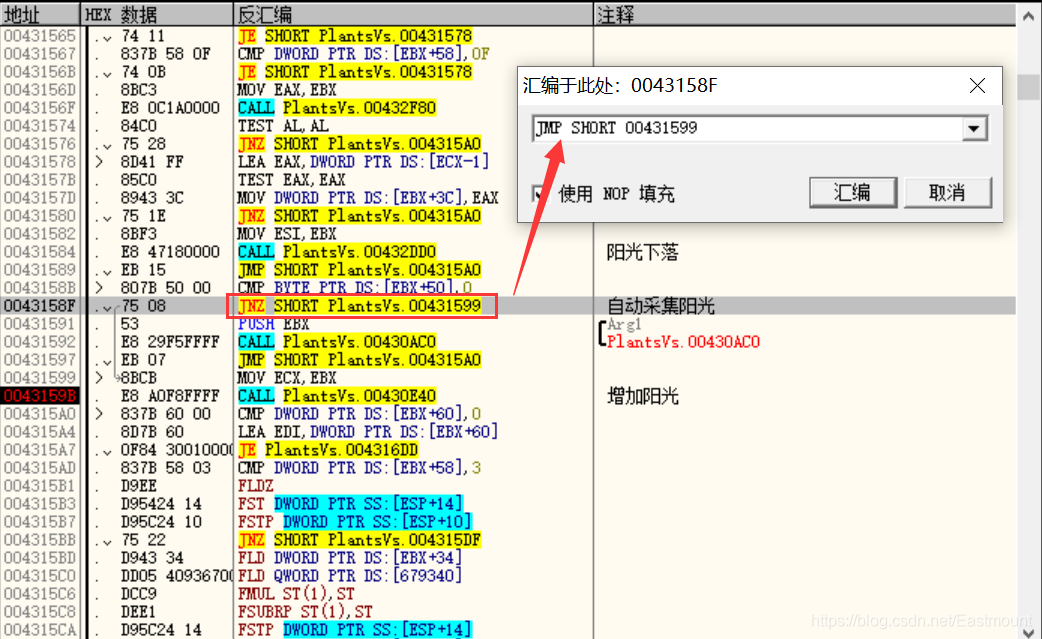 地址 HEX 数据 反汇编 注释
00431565 . 74 11 JE SHORT PlantsVs.00431578
00431567 . 837B 58 0F CMP DWORD PTR DS:[EBX+58],0F
0043156B . 74 0B JE SHORT PlantsVs.00431578
0043156D . 8BC3 MOV EAX,EBX
0043156F . E8 0C1A0000 CALL PlantsVs.00432F80
00431574 . 84C0 TEST AL,AL
00431576 . 75 28 JNZ SHORT PlantsVs.004315A0
00431578 > 8D41 FF LEA EAX,DWORD PTR DS:[ECX-1]
0043157B . 85C0 TEST EAX,EAX
0043157D . 8943 3C MOV DWORD PTR DS:[EBX+3C],EAX
00431580 . 75 1E JNZ SHORT PlantsVs.004315A0
00431582 . 8BF3 MOV ESI,EBX
00431584 . E8 47180000 CALL PlantsVs.00432DD0 阳光下落
00431589 . EB 15 JMP SHORT PlantsVs.004315A0
0043158B > 807B 50 00 CMP BYTE PTR DS:[EBX+50],0
0043158F . 75 08 JNZ SHORT PlantsVs.00431599 自动采集阳光
00431591 . 53 PUSH EBX Arg1
00431592 . E8 29F5FFFF CALL PlantsVs.00430AC0 PlantsVs.00430AC0
00431597 . EB 07 JMP SHORT PlantsVs.004315A0
00431599 > 8BCB MOV ECX,EBX
0043159B . E8 A0F8FFFF CALL PlantsVs.00430E40 增加阳光
004315A0 > 837B 60 00 CMP DWORD PTR DS:[EBX+60],0
004315A4 . 8D7B 60 LEA EDI,DWORD PTR DS:[EBX+60]
004315A7 . 0F84 30010000 JE PlantsVs.004316DD
004315AD . 837B 58 03 CMP DWORD PTR DS:[EBX+58],3
004315B1 . D9EE FLDZ
004315B3 . D95424 14 FST DWORD PTR SS:[ESP+14]
004315B7 . D95C24 10 FSTP DWORD PTR SS:[ESP+10]
004315BB . 75 22 JNZ SHORT PlantsVs.004315DF
004315BD . D943 34 FLD DWORD PTR DS:[EBX+34]
004315C0 . DD05 40936700 FLD QWORD PTR DS:[679340]
004315C6 . DCC9 FMUL ST(1),ST
004315C8 . DEE1 FSUBRP ST(1),ST
004315CA . D95C24 14 FSTP DWORD PTR SS:[ESP+14]
汇编于此处：0043158F
JMP SHORT 00431599
使用 NOP 填充 汇编 取消
https://blog.csdn.net/Eastmount